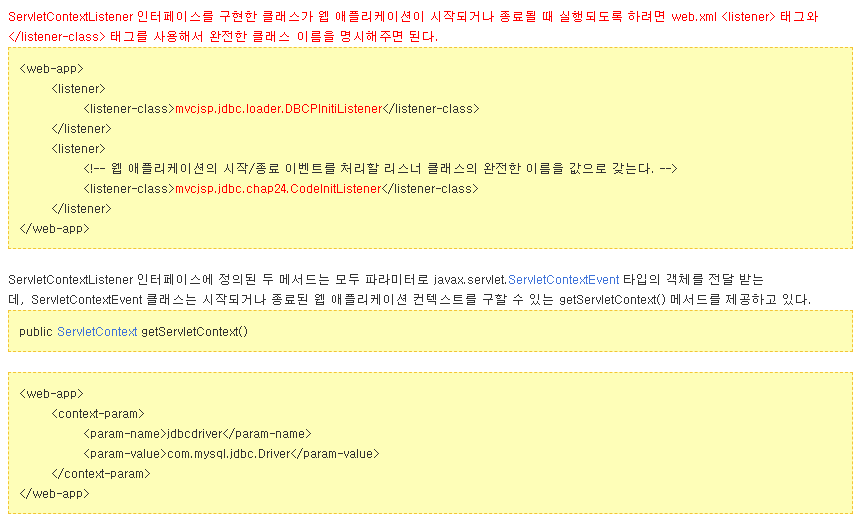 ServletContextListener 인터페이스를 구현한 클래스가 웹 애플리케이션이 시작되거나 종료될 때 실행되도록 하려면 web.xml <listener> 태그와
</listener-class> 태그를 사용해서 완전한 클래스 이름을 명시해주면 된다.
<web-app>
<listener>
<listener-class>mvcjsp.jdbc.loader.DBCPInitiListener</listener-class>
</listener>
<listener>
<!-- 웹 애플리케이션의 시작/종료 이벤트를 처리할 리스너 클래스의 완전한 이름을 값으로 갖는다. -->
<listener-class>mvcjsp.jdbc.chap24.CodeInitListener</listener-class>
</listener>
</web-app>
ServletContextListener 인터페이스에 정의된 두 메서드는 모두 파라미터로 javax.servlet.ServletContextEvent 타입의 객체를 전달 받는
데, ServletContextEvent 클래스는 시작되거나 종료된 웹 애플리케이션 컨텍스트를 구할 수 있는 getServletContext() 메서드를 제공하고 있다.
public ServletContext getServletContext()
<web-app>
<context-param>
<param-name>jdbcdriver</param-name>
<param-value>com.mysql.jdbc.Driver</param-value>
</context-param>
</web-app>